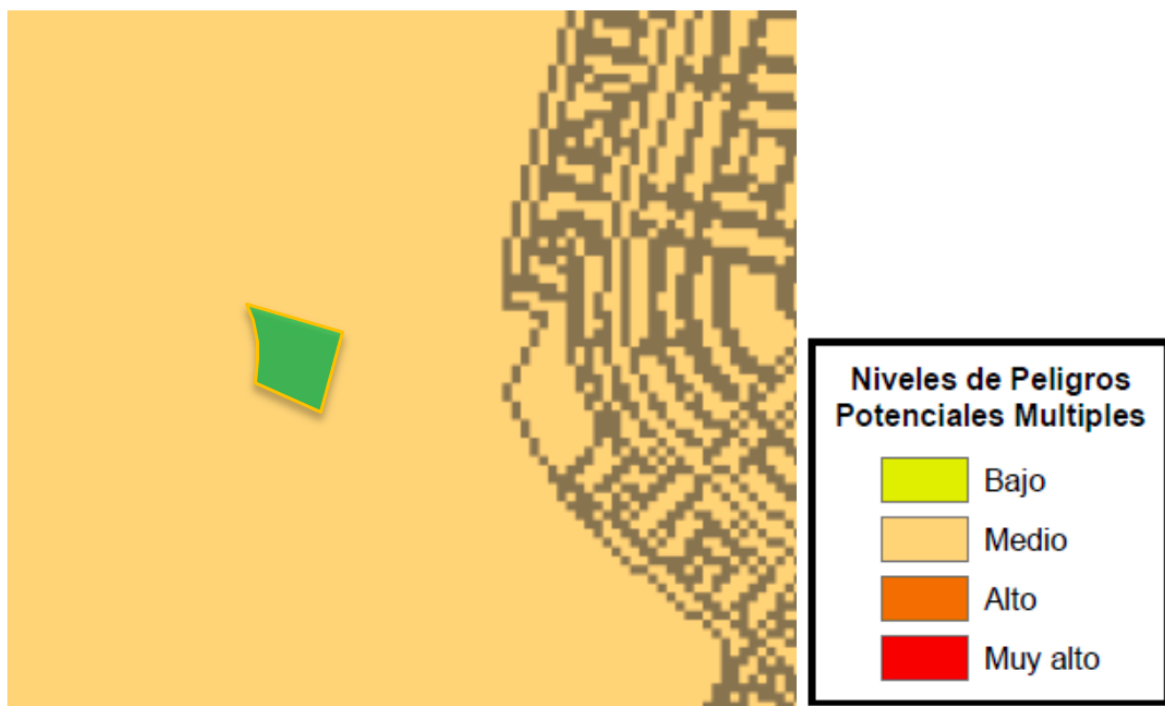 Niveles de Peligros
Potenciales Multiples
Bajo
Medio
Alto
Muy alto